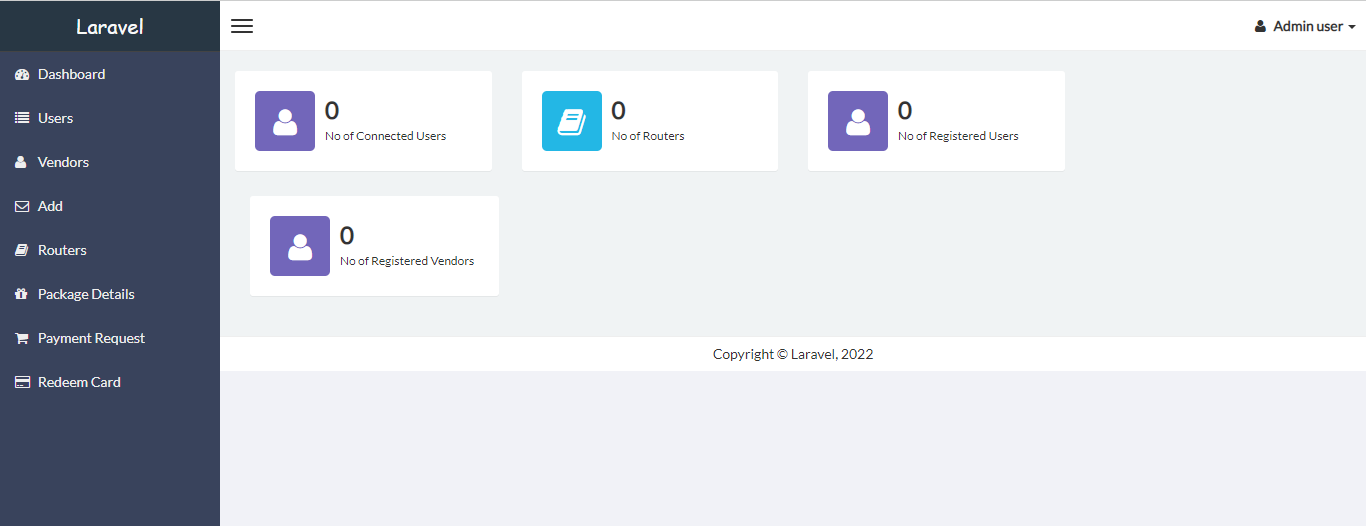 Laravel
Admin user
Dashboard
Users
Vendors
Add
Routers
Package Details
Payment Request
Redeem Card
0
No of Connected Users
0
No of Routers
0
No of Registered Users
0
No of Registered Vendors
Copyright © Laravel, 2022